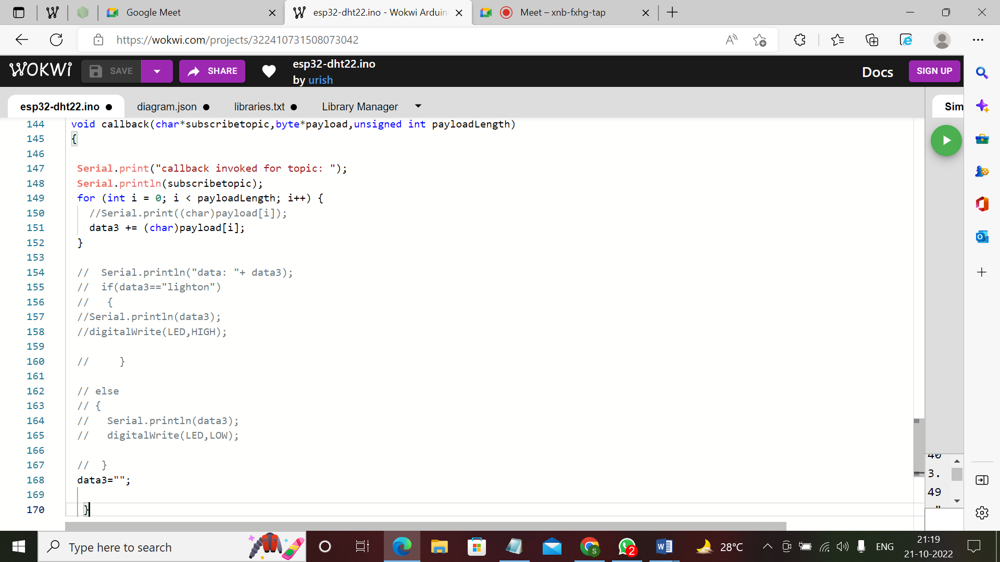 Google Meet
esp32-dht22.ino - Wokwi Arduin
Meet – xnb-fxhg-tap
https://wokwi.com/projects/322410731508073042
WOKWi
SAVE
SHARE
esp32-dht22.ino
by urish
Docs
SIGN UP
esp32-dht22.ino ●
diagram.json ●
libraries.txt ●
Library Manager
Sim
144 void callback(char*subscribetopic,byte*payload,unsigned int payloadLength)
145 {
146
147 Serial.print("callback invoked for topic: ");
148 Serial.println(subscribetopic);
149 for (int i = 0; i < payloadLength; i++) {
150 //Serial.print((char)payload[i]);
151 data3 += (char)payload[i];
152 }
153
154 //  Serial.println("data: "+ data3);
155 //  if(data3=="lighton")
156 //   {
157 //Serial.println(data3);
158 //digitalWrite(LED,HIGH);
159
160 //     }
161
162 // else
163 // {
164 //   Serial.println(data3);
165 //   digitalWrite(LED,LOW);
166
167 //  }
168 data3="";
169
170 }
40
3.
49
"
Type here to search
2
28°C
ENG
21:19
21-10-2022